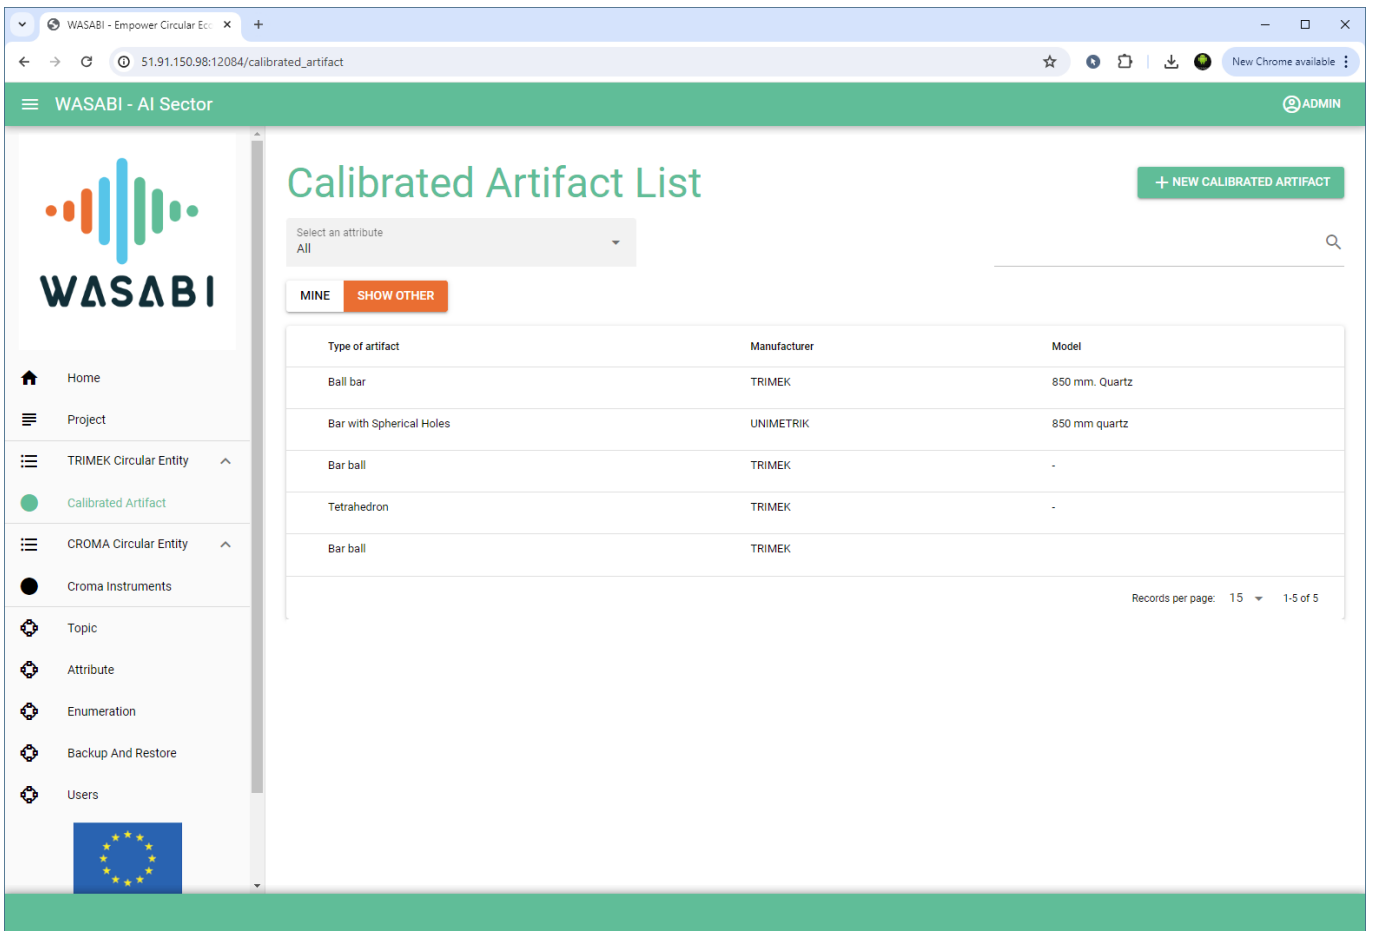 WASABI - Empower Circular Ecc
51.91.150.98:12084/calibrated_artifact
New Chrome available
WASABI - AI Sector
ADMIN
WASABI
Home
Project
TRIMEK Circular Entity
Calibrated Artifact
CROMA Circular Entity
Croma Instruments
Topic
Attribute
Enumeration
Backup And Restore
Users
Calibrated Artifact List
+ NEW CALIBRATED ARTIFACT
Select an attribute
All
MINE SHOW OTHER
Type of artifact Manufacturer Model
Ball bar TRIMEK 850 mm. Quartz
Bar with Spherical Holes UNIMETRIK 850 mm quartz
Bar ball TRIMEK -
Tetrahedron TRIMEK -
Bar ball TRIMEK
Records per page: 15 1-5 of 5